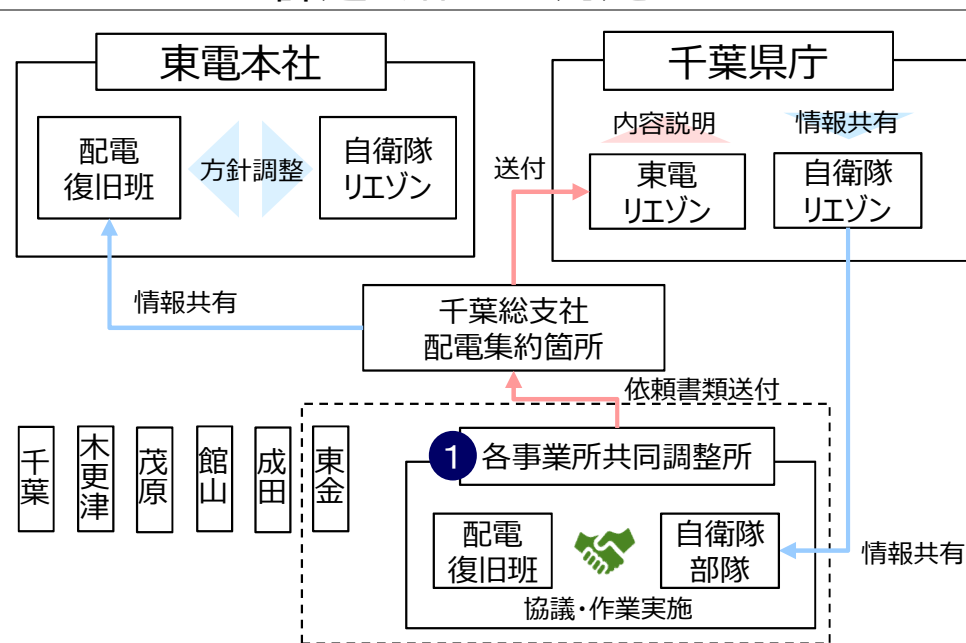 東電本社
千葉県庁
配電
復旧班
方針調整
自衛隊
リエゾン
内容説明
情報共有
送付
東電
リエゾン
自衛隊
リエゾン
情報共有
千葉総支社
配電集約箇所
依頼書類送付
千葉
木更津
茂原
館山
成田
東金
1 各事業所共同調整所
配電
復旧班
自衛隊
部隊
情報共有
協議・作業実施